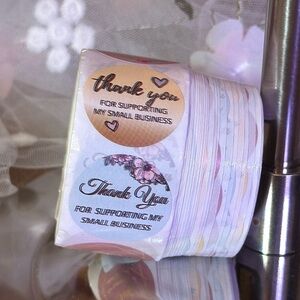 thank you
FOR SUPPORTING
MY SMALL BUSINESS
Thank You
FOR SUPPORTING MY
SMALL BUSINESS